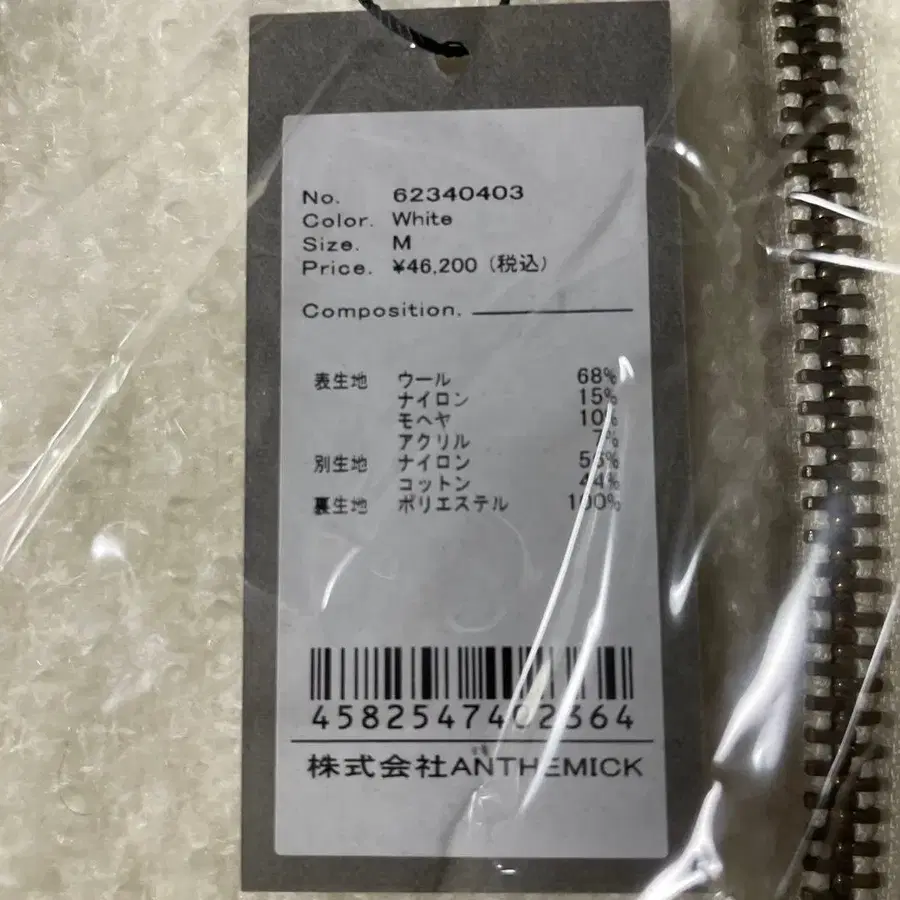 No. 62340403
Color. White
Size. M
Price. ¥46,200 (税込)
Composition.
表生地 ウール 68%
ナイロン 15%
モヘヤ 10%
アクリル 7%
別生地 ナイロン 56%
コットン 44%
裏生地 ポリエステル 100%
4582547402364
株式会社ANTHEMICK